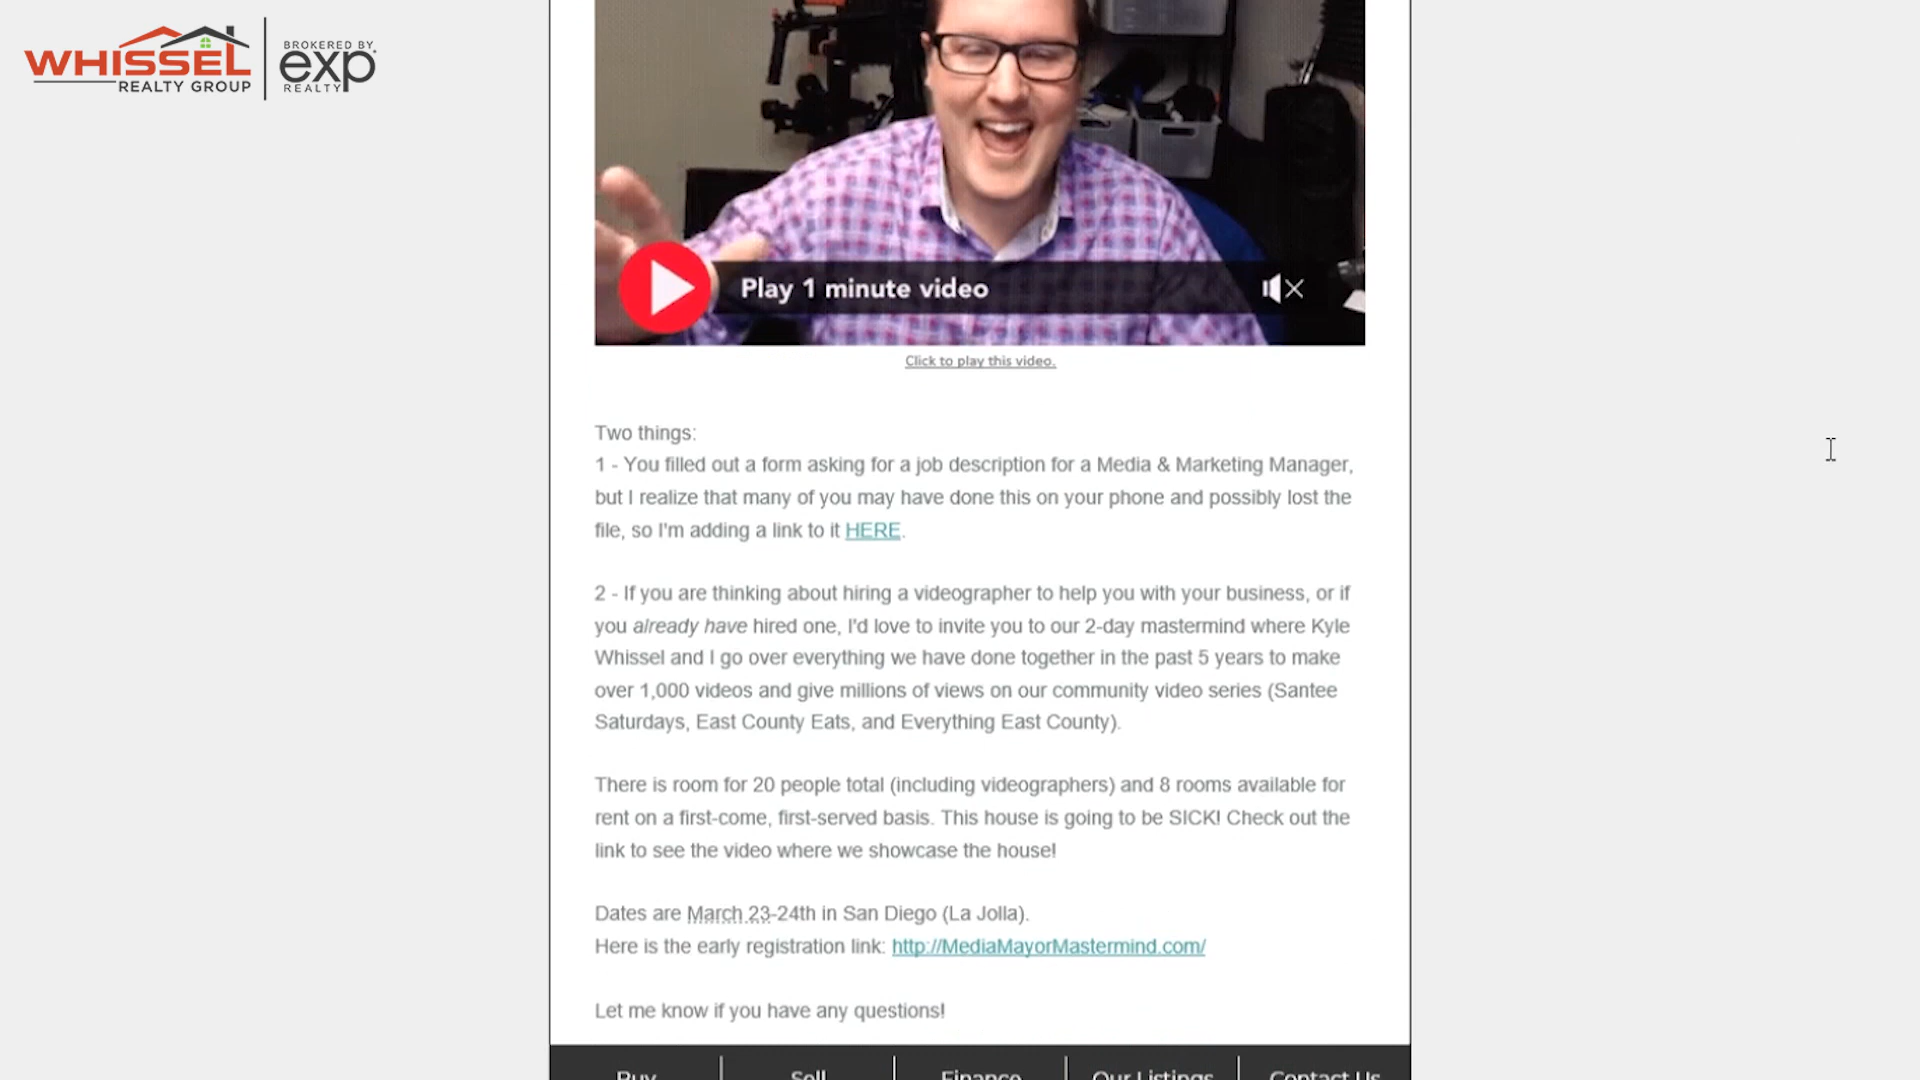 WHISSEL
REALTY GROUP
BROKERED BY
exp
REALTY
Play 1 minute video
Click to play this video.
Two things:
1 - You filled out a form asking for a job description for a Media & Marketing Manager,
but I realize that many of you may have done this on your phone and possibly lost the
file, so I'm adding a link to it HERE.
2 - If you are thinking about hiring a videographer to help you with your business, or if
you already have hired one, I'd love to invite you to our 2-day mastermind where Kyle
Whissel and I go over everything we have done together in the past 5 years to make
over 1,000 videos and give millions of views on our community video series (Santee
Saturdays, East County Eats, and Everything East County).
There is room for 20 people total (including videographers) and 8 rooms available for
rent on a first-come, first-served basis. This house is going to be SICK! Check out the
link to see the video where we showcase the house!
Dates are March 23-24th in San Diego (La Jolla).
Here is the early registration link: http://MediaMayorMastermind.com/
Let me know if you have any questions!
Buy Sell Finance Our Listings Contact Us